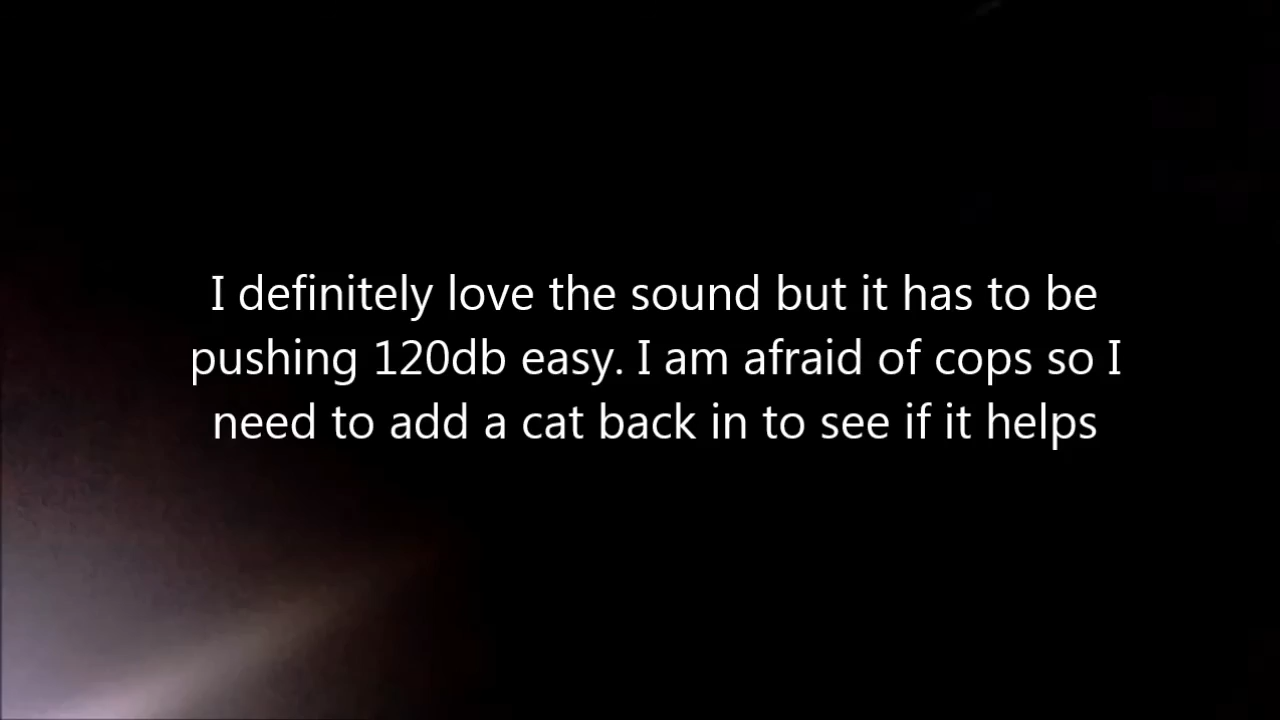 I definitely love the sound but it has to be
pushing 120db easy. I am afraid of cops so I
need to add a cat back in to see if it helps